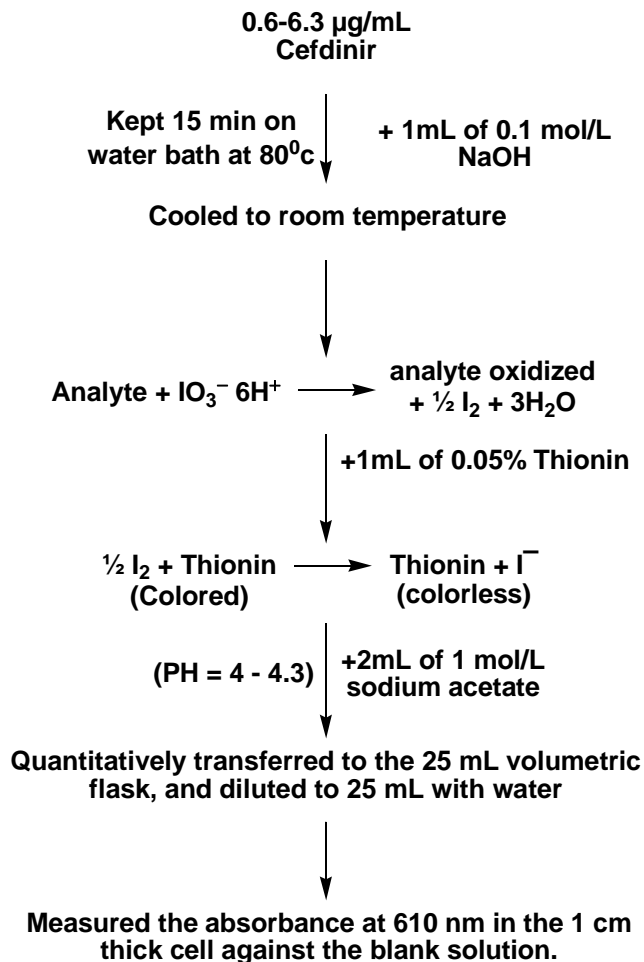 0.6-6.3 µg/mL
Cefdinir
Kept 15 min on
water bath at 80⁰c
+ 1mL of 0.1 mol/L
NaOH
Cooled to room temperature
Analyte + IO₃⁻ 6H⁺
analyte oxidized
+ ½ I₂ + 3H₂O
+1mL of 0.05% Thionin
½ I₂ + Thionin
(Colored)
Thionin + I⁻
(colorless)
(PH = 4 - 4.3)
+2mL of 1 mol/L
sodium acetate
Quantitatively transferred to the 25 mL volumetric
flask, and diluted to 25 mL with water
Measured the absorbance at 610 nm in the 1 cm
thick cell against the blank solution.